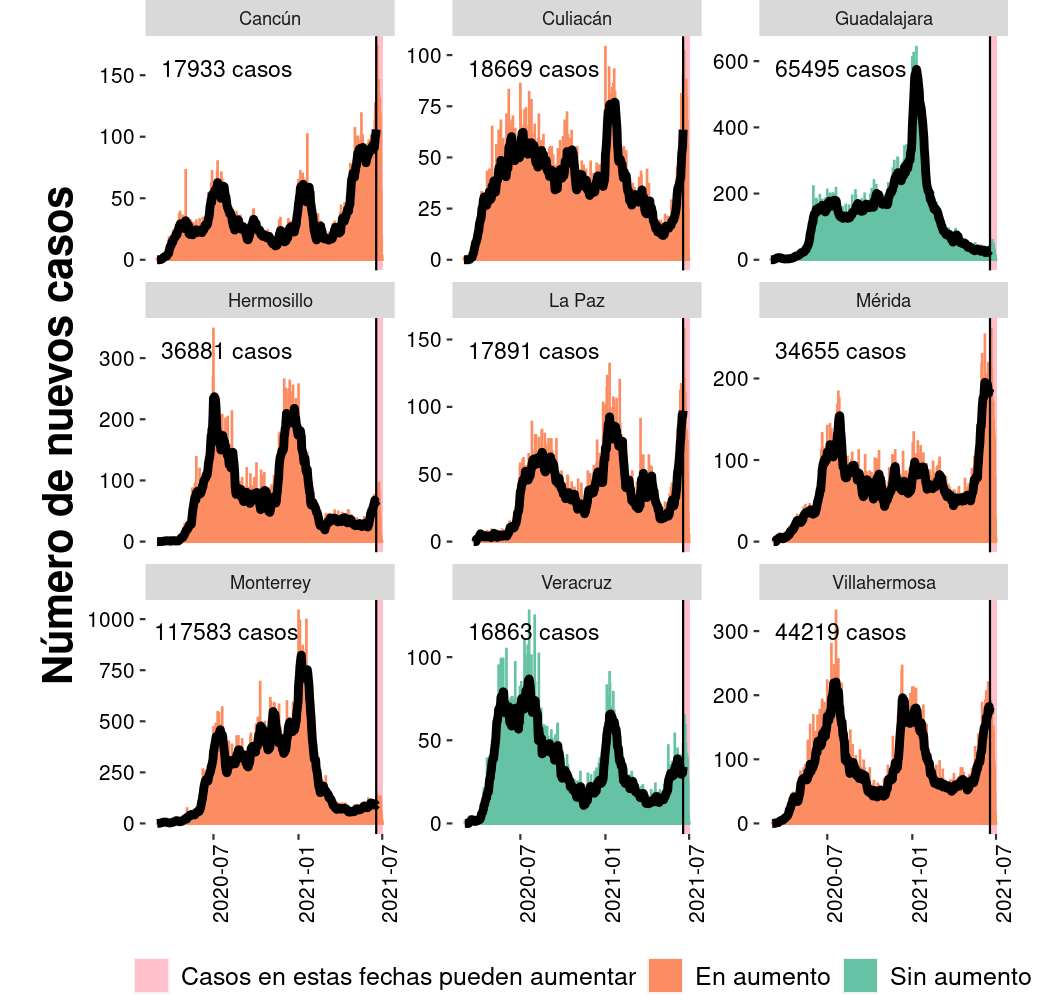 Número de nuevos casos
Cancún
Culiacán
Guadalajara
17933 casos
18669 casos
65495 casos
150
100
50
0
100
75
50
25
0
600
400
200
0
Hermosillo
La Paz
Mérida
36881 casos
17891 casos
34655 casos
300
200
100
0
150
100
50
0
200
100
0
Monterrey
Veracruz
Villahermosa
117583 casos
16863 casos
44219 casos
1000
750
500
250
0
100
50
0
300
200
100
0
2020-07
2021-01
2021-07
2020-07
2021-01
2021-07
2020-07
2021-01
2021-07
Casos en estas fechas pueden aumentar
En aumento
Sin aumento